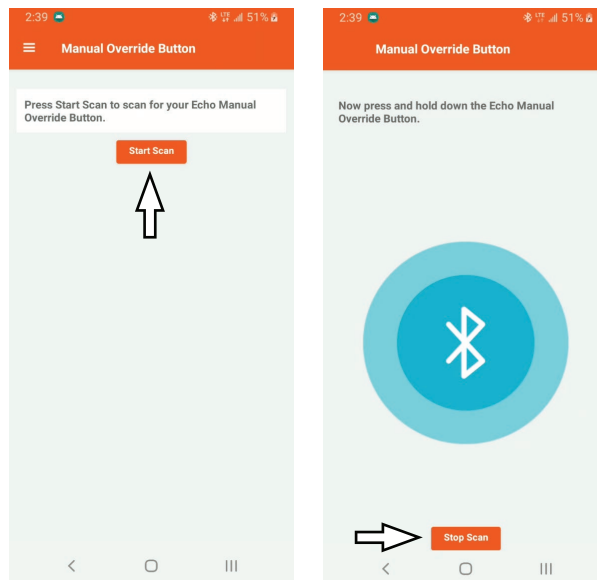 2:39
51%
Manual Override Button
Press Start Scan to scan for your Echo Manual
Override Button.
Start Scan
2:39
51%
Manual Override Button
Now press and hold down the Echo Manual
Override Button.
Stop Scan